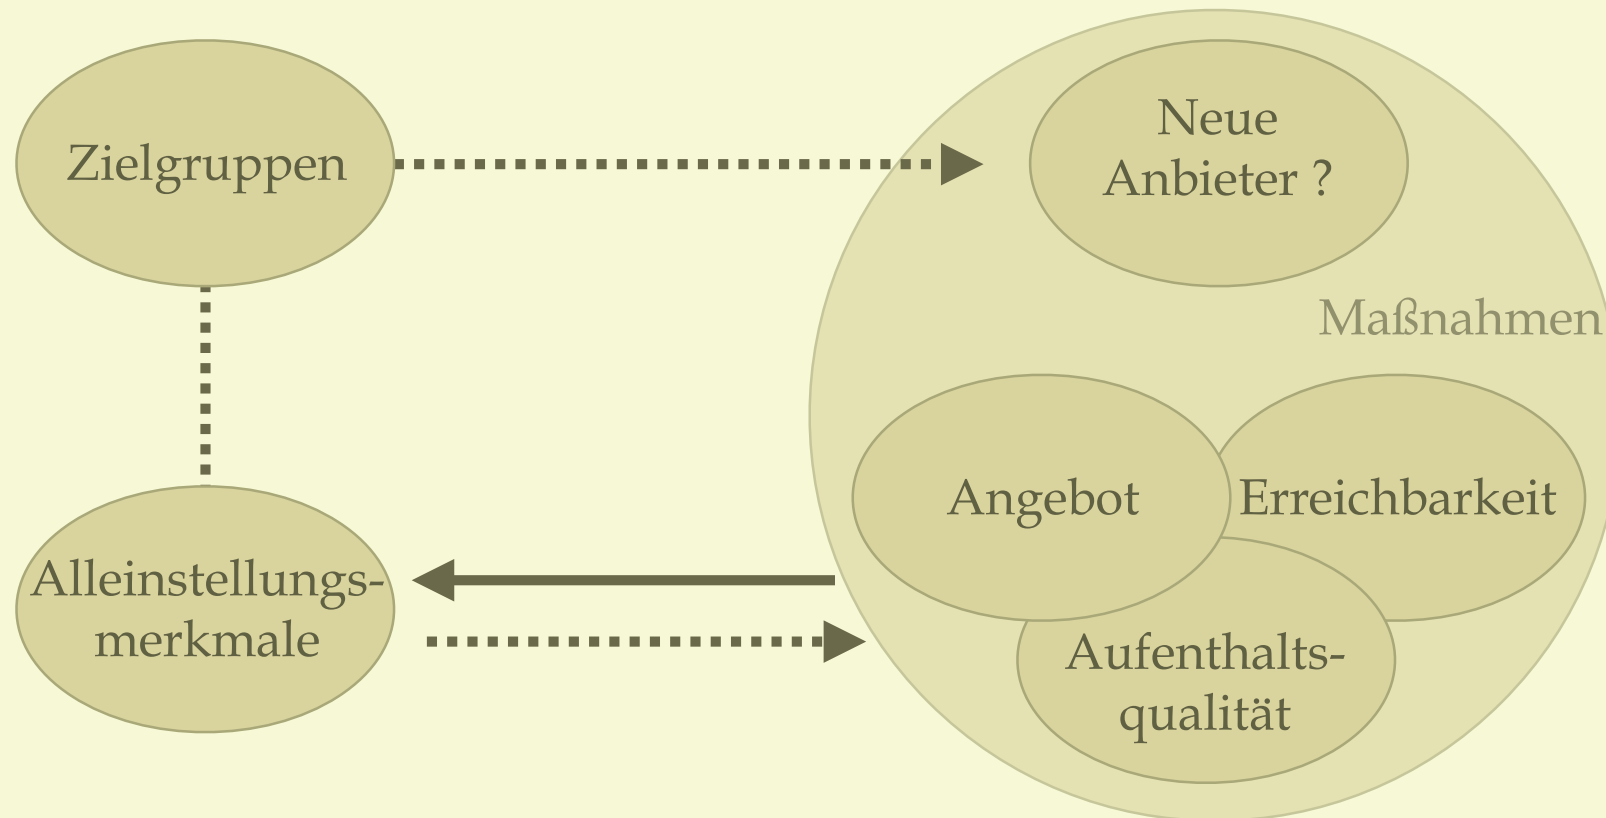 Zielgruppen
Neue
Anbieter ?
Maßnahmen
Angebot
Erreichbarkeit
Alleinstellungs-
merkmale
Aufenthalts-
qualität